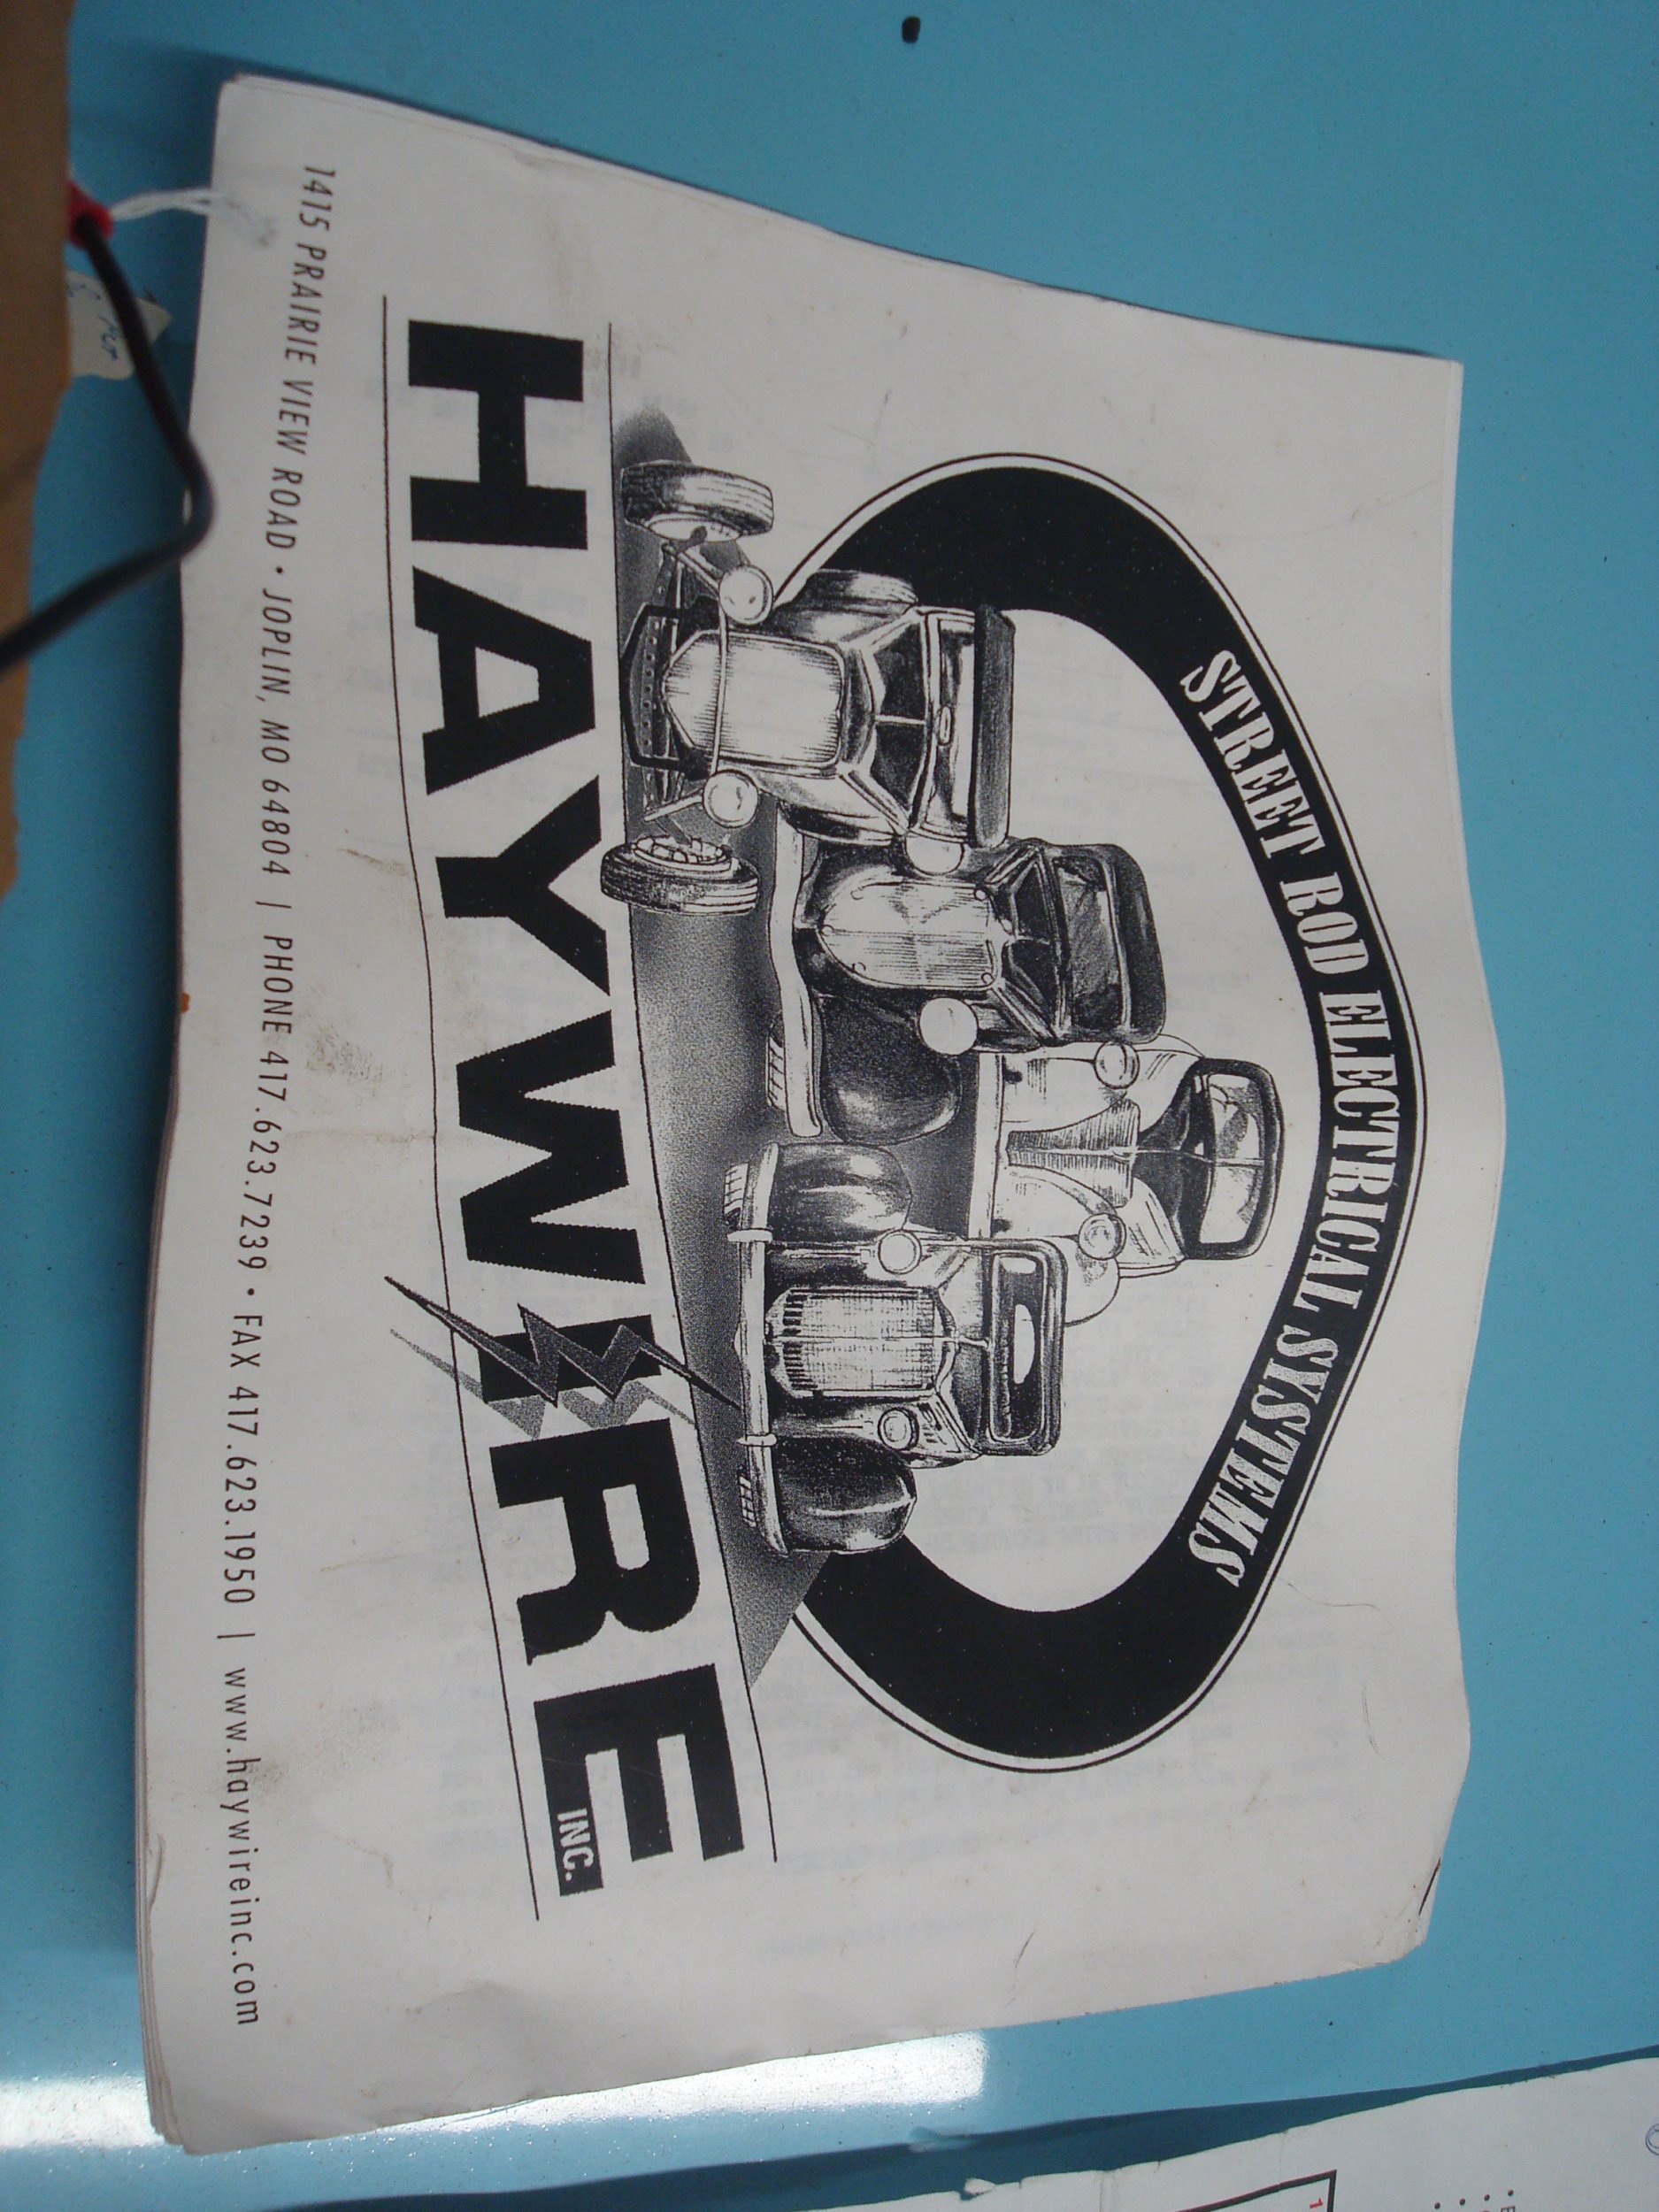 STREET ROD ELECTRICAL SYSTEMS
HAYWIRE
INC.
1415 PRAIRIE VIEW ROAD • JOPLIN, MO 64804 | PHONE 417.623.7239 • FAX 417.623.1950 | www.haywireinc.com